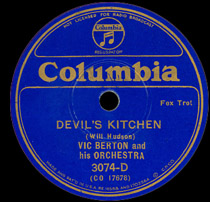 NOT LICENSED FOR RADIO BROADCAST
Columbia
Fox Trot
DEVIL'S KITCHEN
(Will Hudson)
VIC BERTON and
his ORCHESTRA
3074-D
(CO 17678)